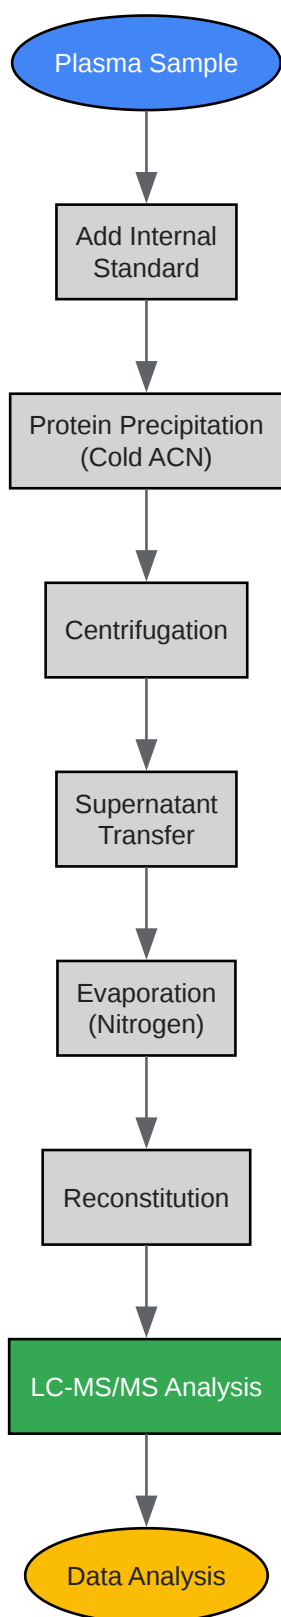 Plasma Sample
Add Internal
Standard
Protein Precipitation
(Cold ACN)
Centrifugation
Supernatant
Transfer
Evaporation
(Nitrogen)
Reconstitution
LC-MS/MS Analysis
Data Analysis